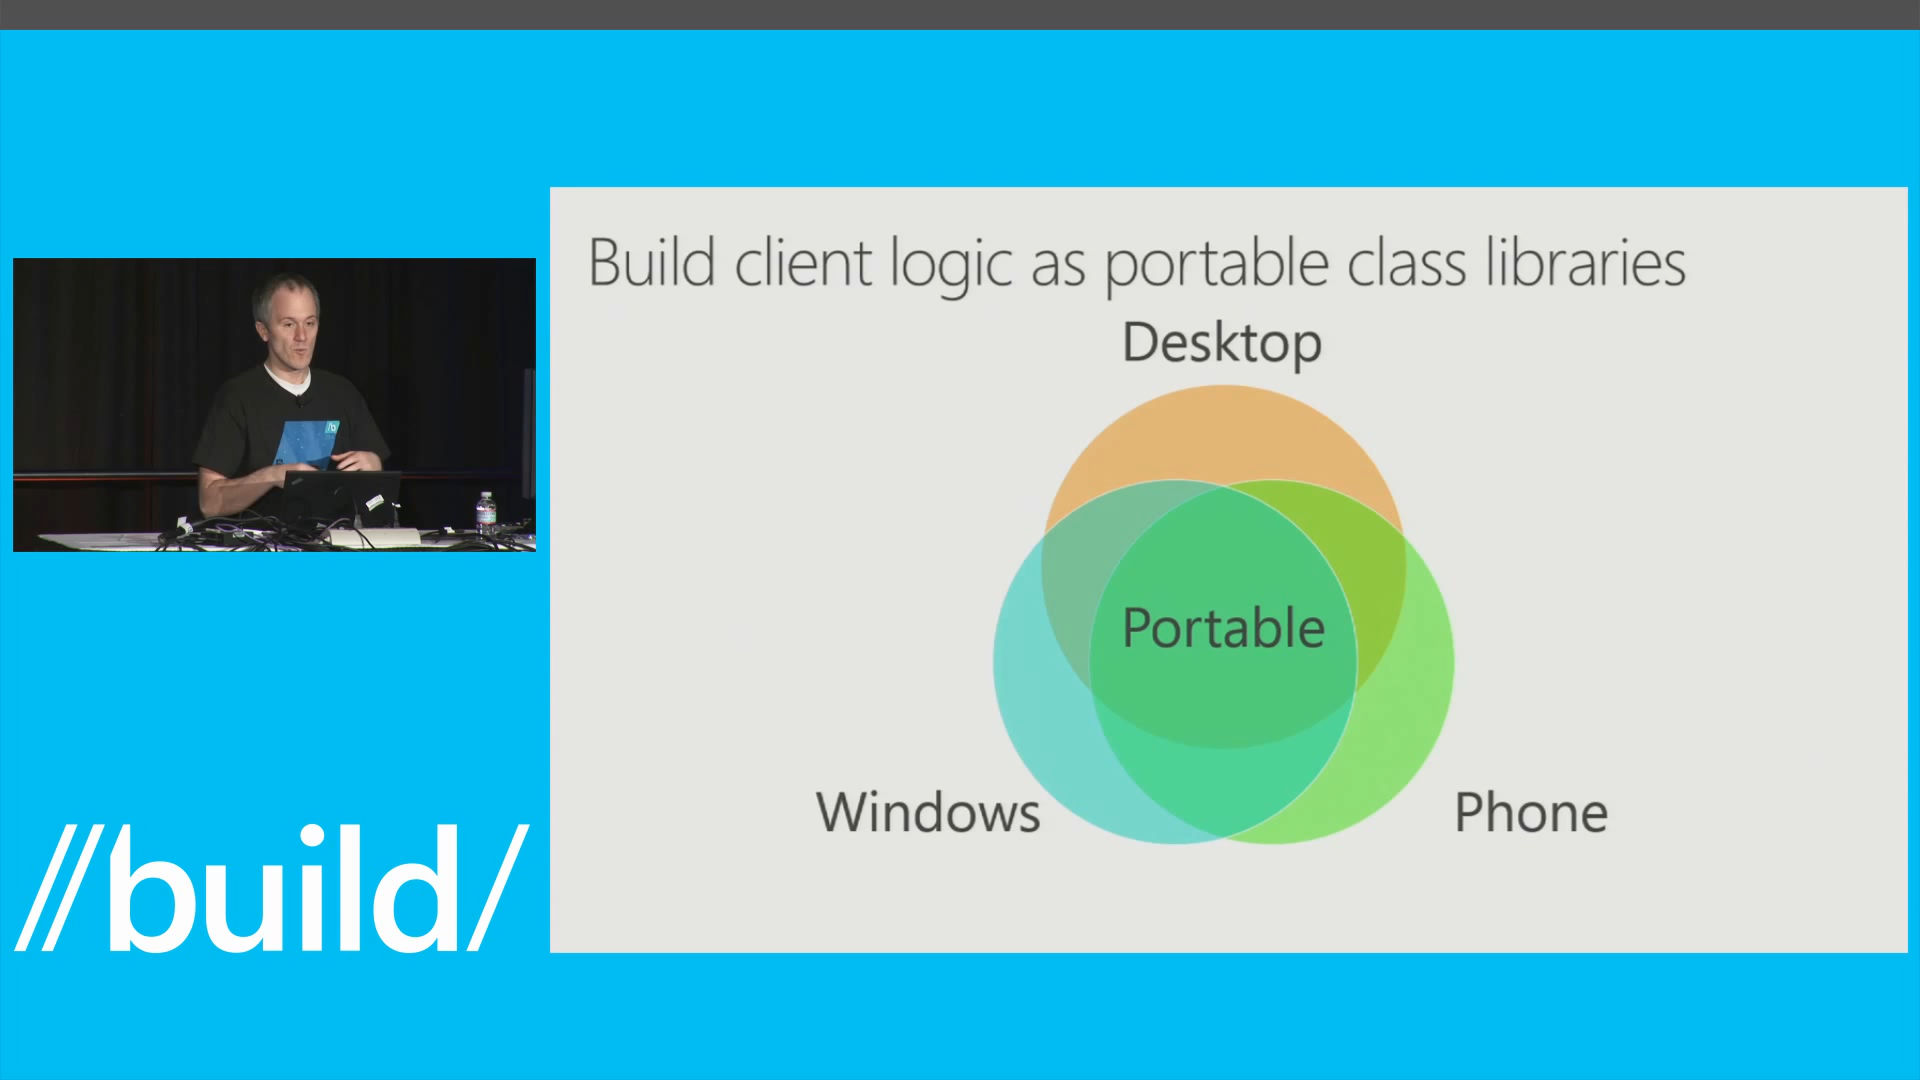 Build client logic as portable class libraries
Desktop
Portable
Windows
Phone
//build/